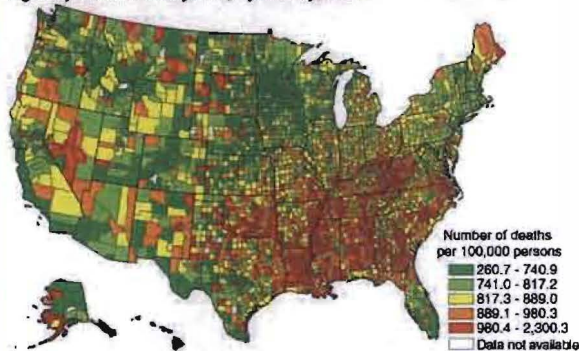 Number of deaths
per 100,000 persons
260.7 - 740.9
741.0 - 817.2
817.3 - 889.0
889.1 - 980.3
980.4 - 2,300.3
Data not available